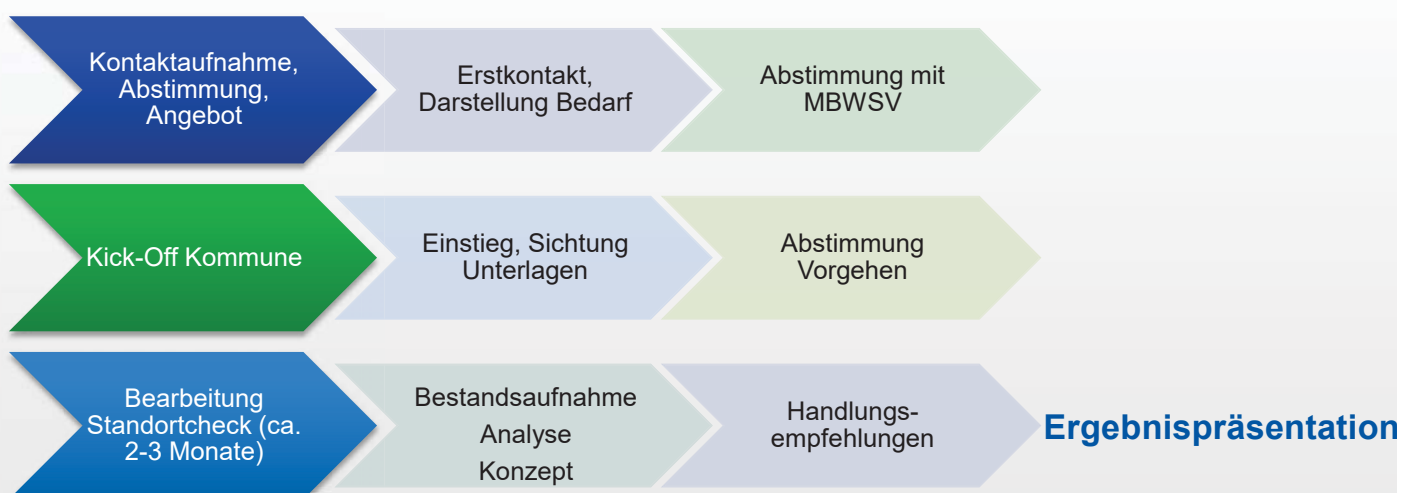 Kontaktaufnahme,
Abstimmung,
Angebot
Erstkontakt,
Darstellung Bedarf
Abstimmung mit
MBWSV
Kick-Off Kommune
Einstieg, Sichtung
Unterlagen
Abstimmung
Vorgehen
Bearbeitung
Standortcheck (ca.
2-3 Monate)
Bestandsaufnahme
Analyse
Konzept
Handlungs-
empfehlungen
Ergebnispräsentation